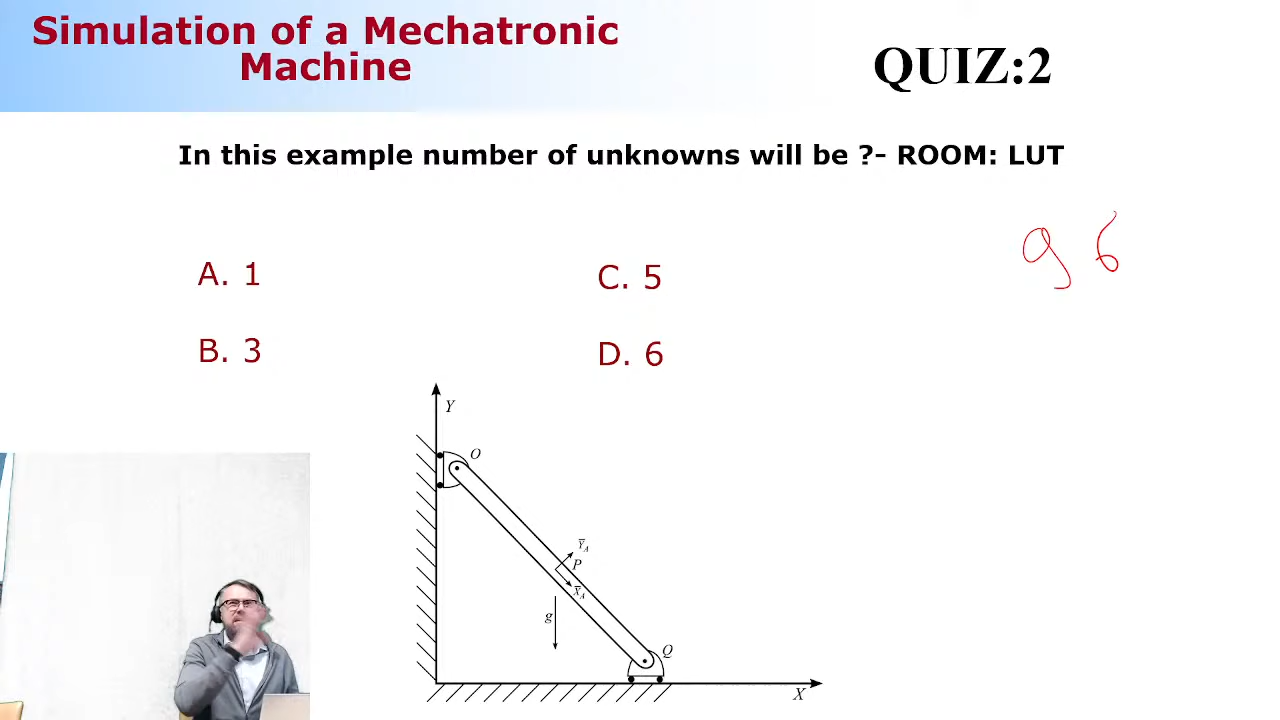 Simulation of a Mechatronic
Machine
QUIZ:2
In this example number of unknowns will be ?- ROOM: LUT
9 6
A. 1
C. 5
B. 3
D. 6
Y
O
Y̅A
P
X̅A
g
Q
X